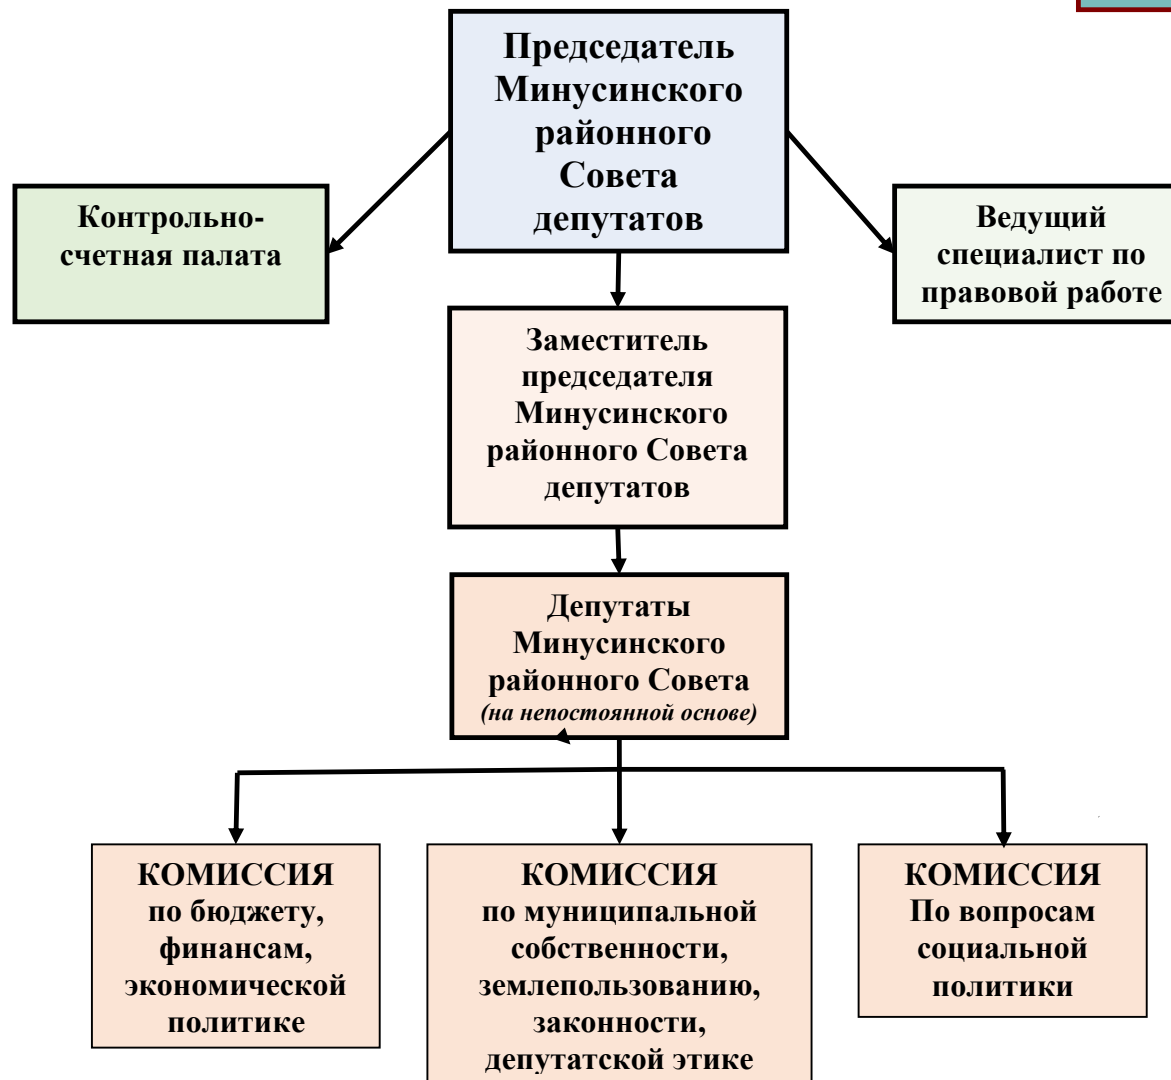 Председатель
Минусинского
районного
Совета
депутатов
Контрольно-
счетная палата
Ведущий
специалист по
правовой работе
Заместитель
председателя
Минусинского
районного Совета
депутатов
Депутаты
Минусинского
районного Совета
(на непостоянной основе)
КОМИССИЯ
по бюджету,
финансам,
экономической
политике
КОМИССИЯ
по муниципальной
собственности,
землепользованию,
законности,
депутатской этике
КОМИССИЯ
По вопросам
социальной
политики